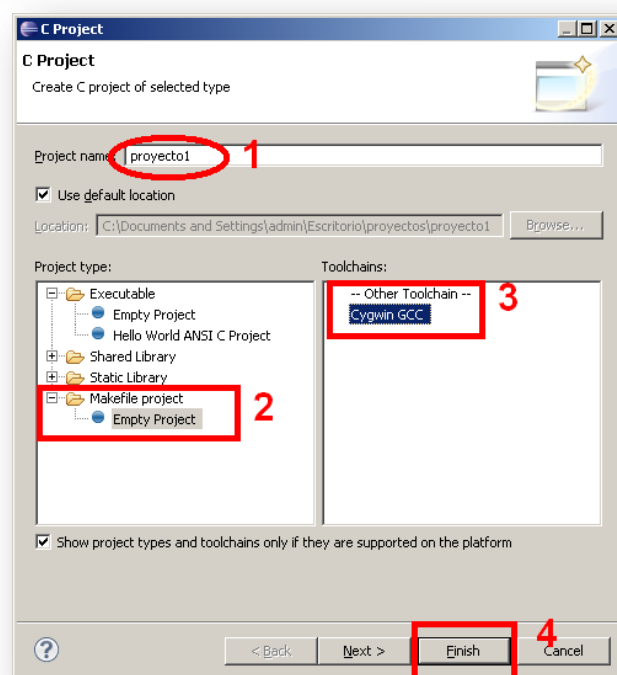 C Project
C Project
Create C project of selected type
Project name: proyecto1 1
Use default location
Location: C:\Documents and Settings\admin\Escritorio\proyectos\proyecto1 Browse...
Project type: Toolchains:
Executable -- Other Toolchain -- 3
Empty Project Cygwin GCC
Hello World ANSI C Project
Shared Library
Static Library
Makefile project 2
Empty Project
Show project types and toolchains only if they are supported on the platform
? < Back Next > Finish 4 Cancel